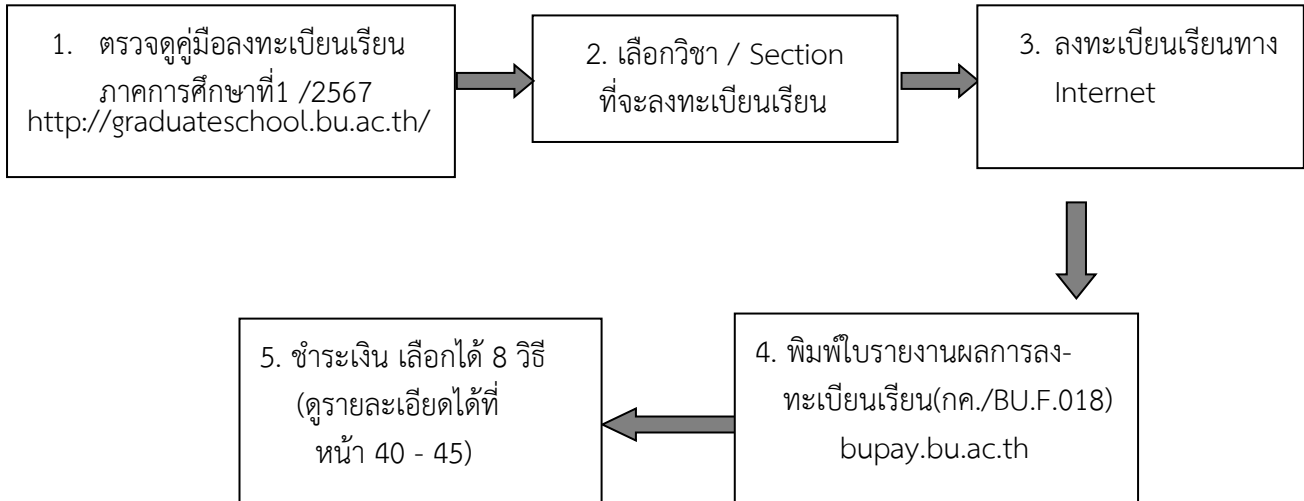 1. ตรวจดูคู่มือลงทะเบียนเรียน
ภาคการศึกษาที่1 /2567
http://graduateschool.bu.ac.th/
2. เลือกวิชา / Section
ที่จะลงทะเบียนเรียน
3. ลงทะเบียนเรียนทาง
Internet
4. พิมพ์ใบรายงานผลการลง-
ทะเบียนเรียน(กค./BU.F.018)
bupay.bu.ac.th
5. ชำระเงิน เลือกได้ 8 วิธี
(ดูรายละเอียดได้ที่
หน้า 40 - 45)